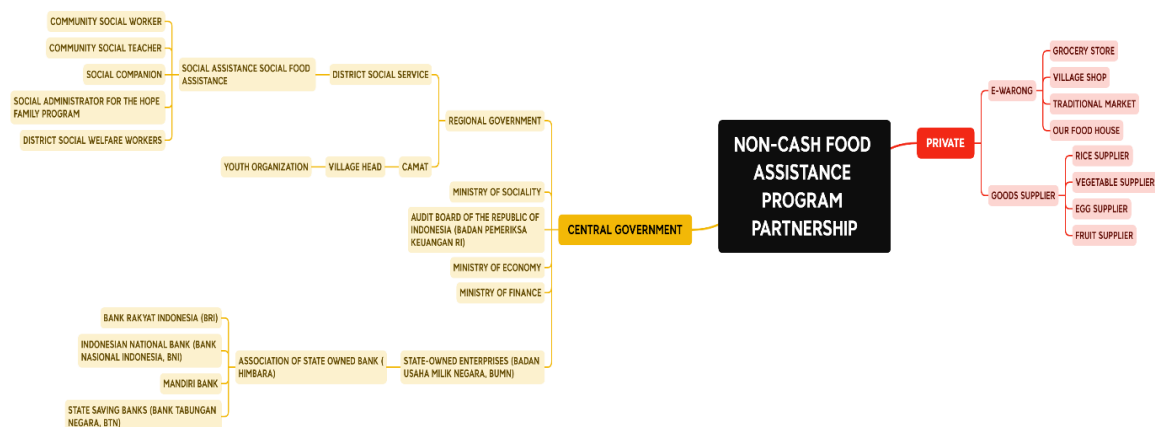 NON-CASH FOOD
ASSISTANCE
PROGRAM
PARTNERSHIP
PRIVATE
E-WARONG
GROCERY STORE
VILLAGE SHOP
TRADITIONAL MARKET
OUR FOOD HOUSE
GOODS SUPPLIER
RICE SUPPLIER
VEGETABLE SUPPLIER
EGG SUPPLIER
FRUIT SUPPLIER
CENTRAL GOVERNMENT
REGIONAL GOVERNMENT
DISTRICT SOCIAL SERVICE
SOCIAL ASSISTANCE SOCIAL FOOD
ASSISTANCE
COMMUNITY SOCIAL WORKER
COMMUNITY SOCIAL TEACHER
SOCIAL COMPANION
SOCIAL ADMINISTRATOR FOR THE HOPE
FAMILY PROGRAM
DISTRICT SOCIAL WELFARE WORKERS
CAMAT
VILLAGE HEAD
YOUTH ORGANIZATION
MINISTRY OF SOCIALITY
AUDIT BOARD OF THE REPUBLIC OF
INDONESIA (BADAN PEMERIKSA
KEUANGAN RI)
MINISTRY OF ECONOMY
MINISTRY OF FINANCE
STATE-OWNED ENTERPRISES (BADAN
USAHA MILIK NEGARA, BUMN)
ASSOCIATION OF STATE OWNED BANK (
HIMBARA)
BANK RAKYAT INDONESIA (BRI)
INDONESIAN NATIONAL BANK (BANK
NASIONAL INDONESIA, BNI)
MANDIRI BANK
STATE SAVING BANKS (BANK TABUNGAN
NEGARA, BTN)